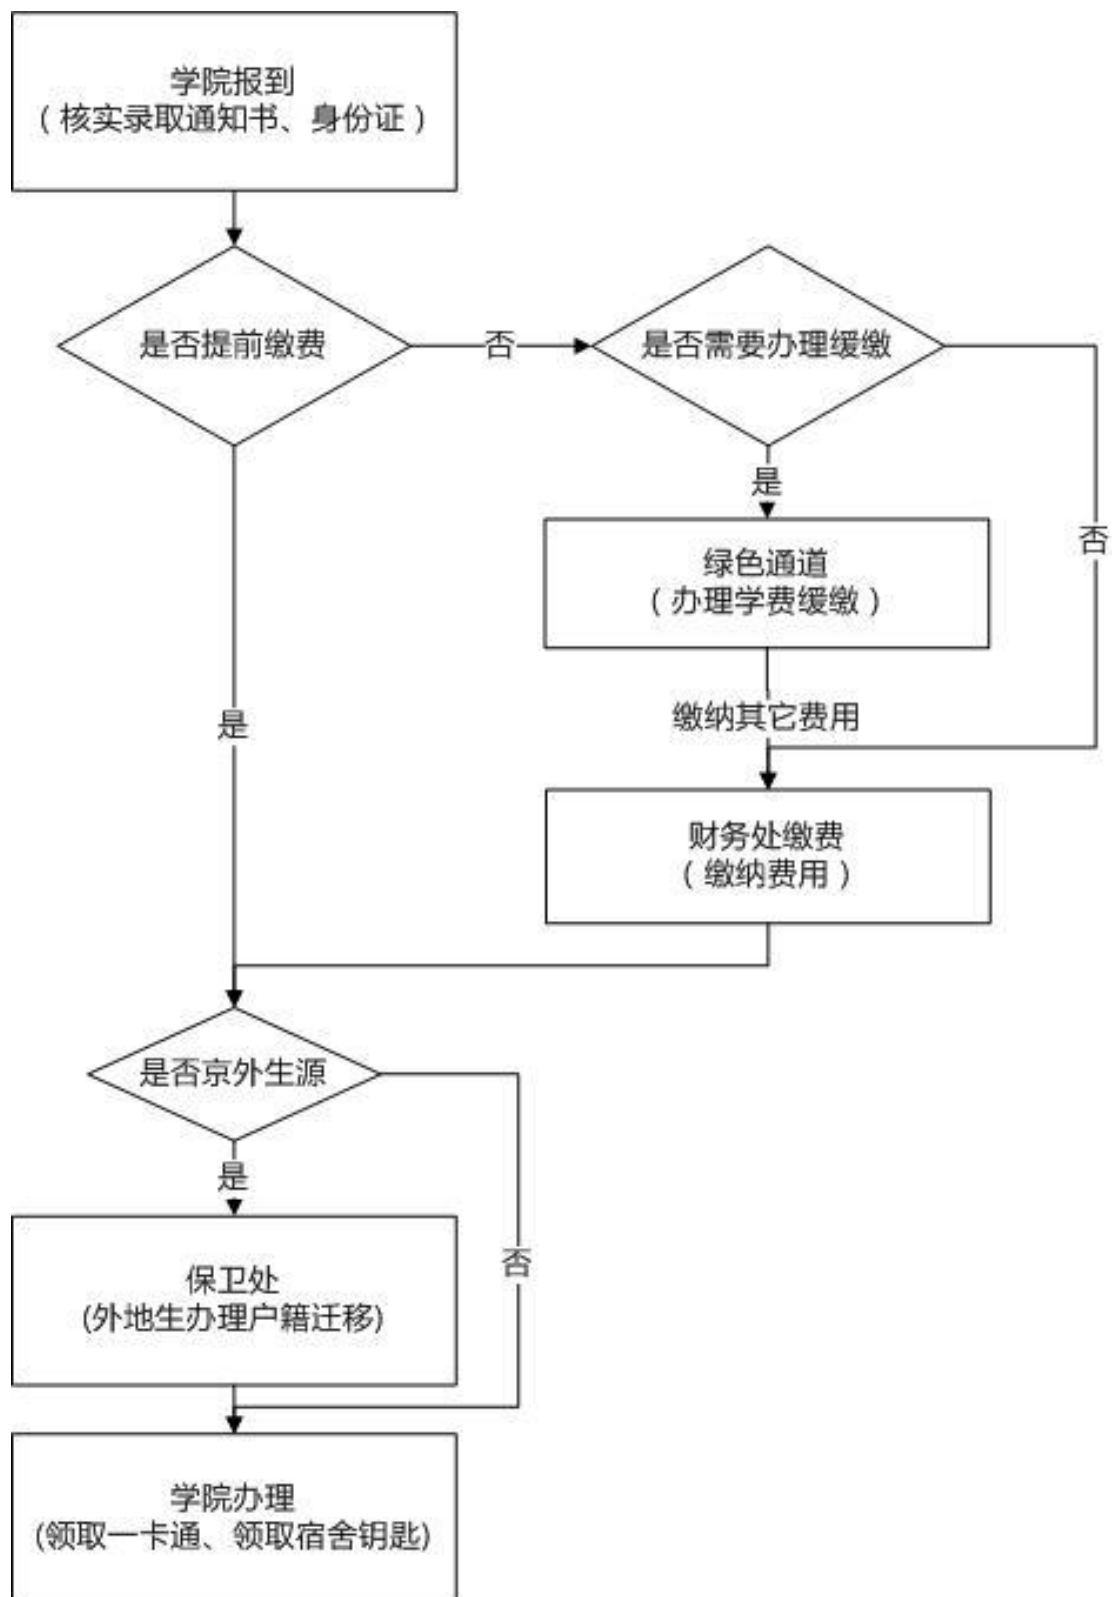 学院报到
（核实录取通知书、身份证）
是否提前缴费
否
是否需要办理缓缴
是
否
绿色通道
（办理学费缓缴）
是
缴纳其它费用
财务处缴费
（缴纳费用）
是否京外生源
是
否
保卫处
(外地生办理户籍迁移)
学院办理
(领取一卡通、领取宿舍钥匙)